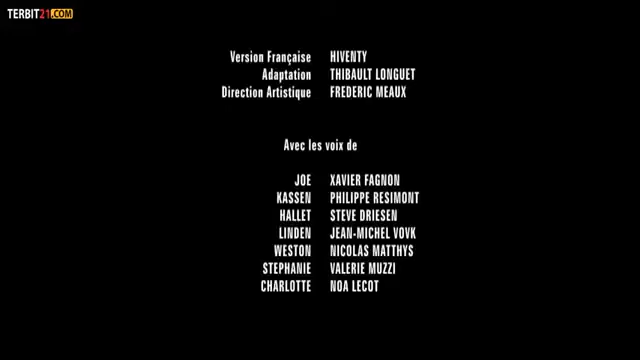 TERBIT21.COM
Version Française HIVENTY
Adaptation THIBAULT LONGUET
Direction Artistique FREDERIC MEAUX
Avec les voix de
JOE XAVIER FAGNON
KASSEN PHILIPPE RESIMONT
HALLET STEVE DRIESEN
LINDEN JEAN-MICHEL VOVK
WESTON NICOLAS MATTHYS
STEPHANIE VALERIE MUZZI
CHARLOTTE NOA LECOT